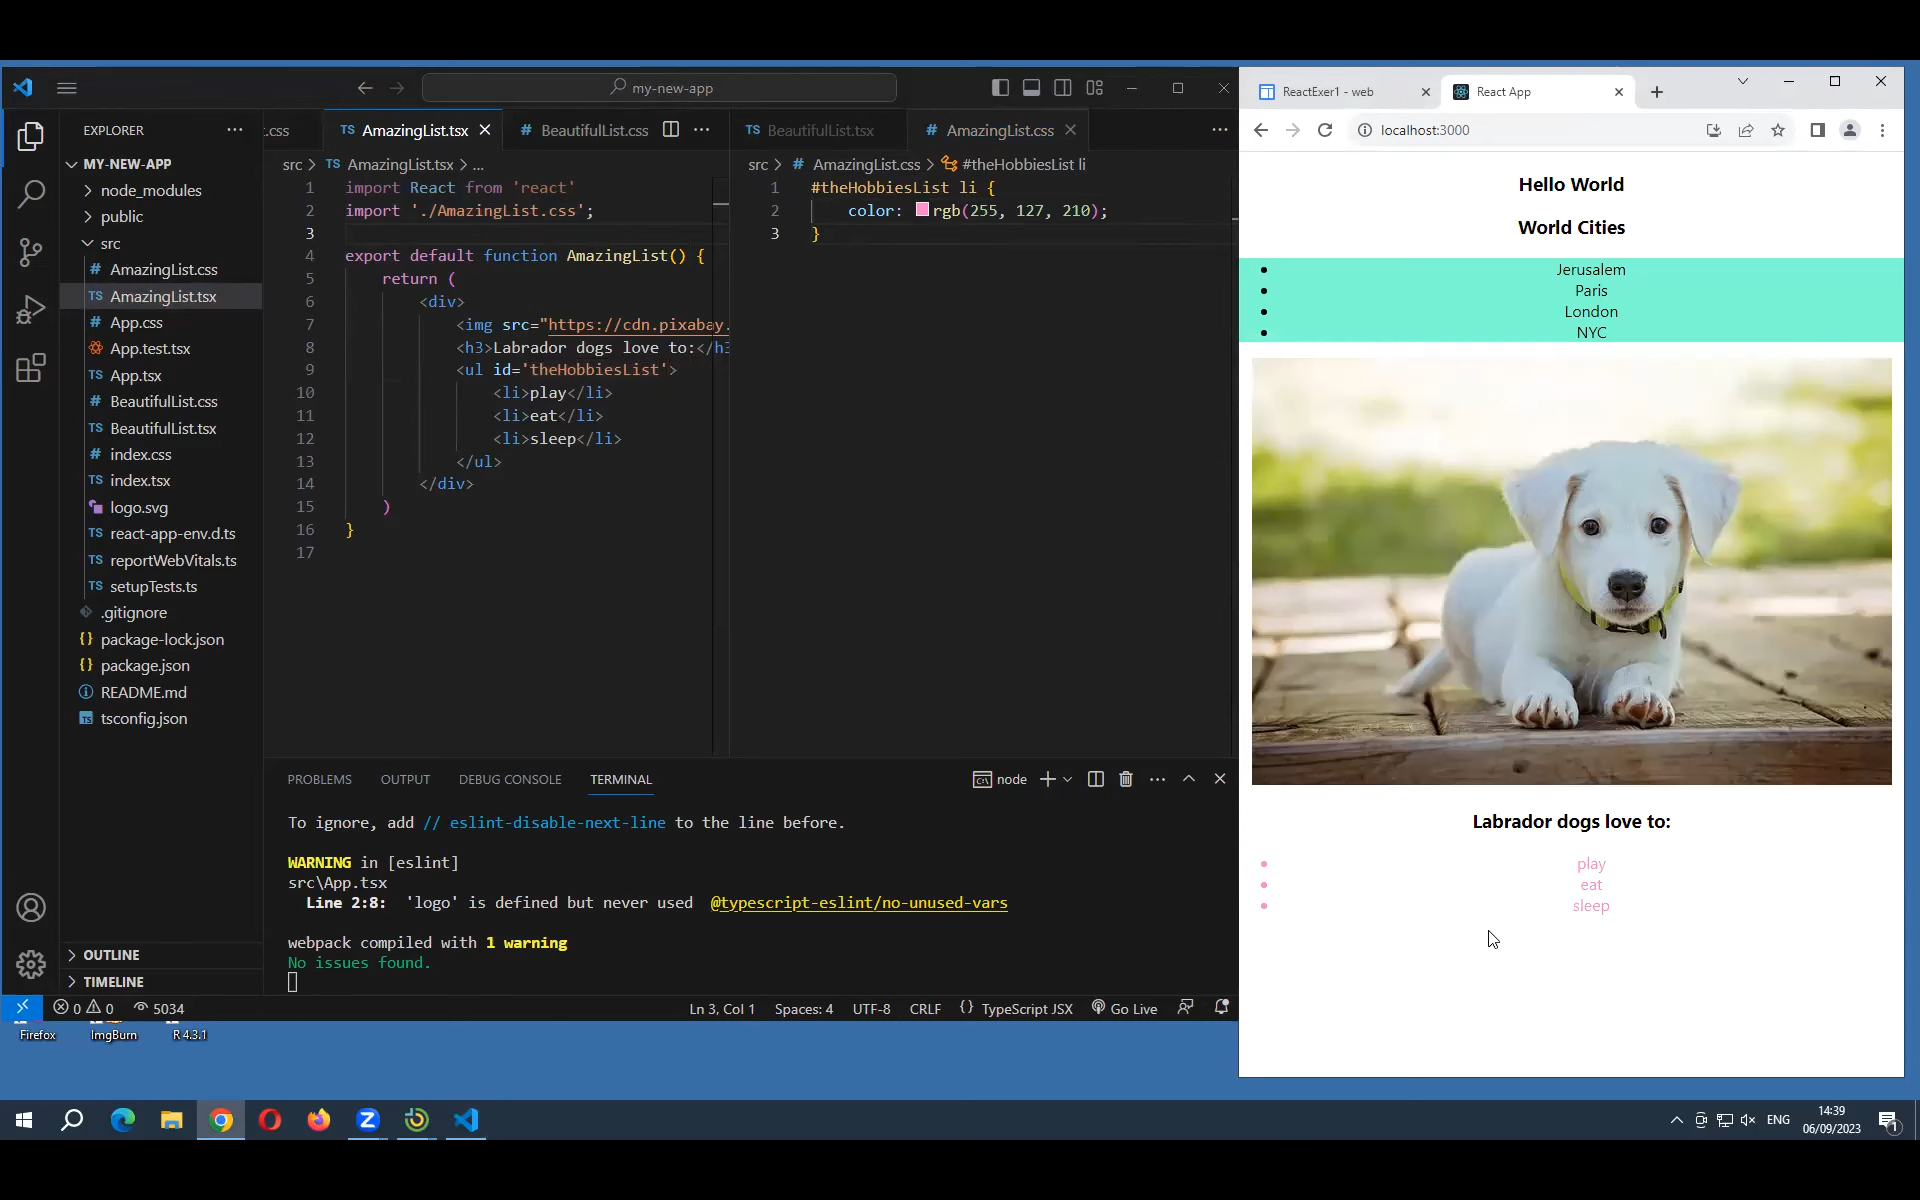 my-new-app
EXPLORER
MY-NEW-APP
node_modules
public
src
# AmazingList.css
TS AmazingList.tsx
# App.css
App.test.tsx
TS App.tsx
# BeautifulList.css
TS BeautifulList.tsx
# index.css
TS index.tsx
logo.svg
TS react-app-env.d.ts
TS reportWebVitals.ts
TS setupTests.ts
.gitignore
{} package-lock.json
{} package.json
README.md
TS tsconfig.json
OUTLINE
TIMELINE
t.css TS AmazingList.tsx # BeautifulList.css
src > TS AmazingList.tsx > ...
1 import React from 'react'
2 import './AmazingList.css';
3
4 export default function AmazingList() {
5 return (
6 <div>
7 <img src="https://cdn.pixabay.
8 <h3>Labrador dogs love to:</h3
9 <ul id='theHobbiesList'>
10 <li>play</li>
11 <li>eat</li>
12 <li>sleep</li>
13 </ul>
14 </div>
15 )
16 }
17
TS BeautifulList.tsx # AmazingList.css
src > # AmazingList.css > #theHobbiesList li
1 #theHobbiesList li {
2 color: rgb(255, 127, 210);
3 }
PROBLEMS OUTPUT DEBUG CONSOLE TERMINAL
node
To ignore, add // eslint-disable-next-line to the line before.
WARNING in [eslint]
src\App.tsx
Line 2:8: 'logo' is defined but never used @typescript-eslint/no-unused-vars
webpack compiled with 1 warning
No issues found.
0 0 5034
Ln 3, Col 1 Spaces: 4 UTF-8 CRLF {} TypeScript JSX Go Live
ReactExer1 - web
React App
localhost:3000
Hello World
World Cities
Jerusalem
Paris
London
NYC
Labrador dogs love to:
play
eat
sleep
Firefox ImgBurn R 4.3.1
ENG
14:39
06/09/2023
1